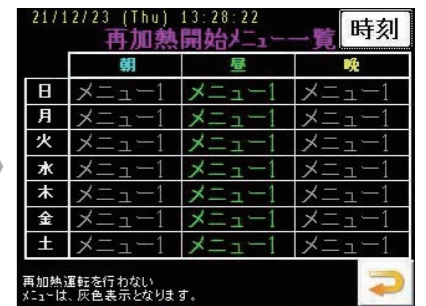 21/12/23 (Thu) 13:28:22
再加熱開始メニュー一覧 時刻
朝 昼 晩
日 メニュー1 メニュー1 メニュー1
月 メニュー1 メニュー1 メニュー1
火 メニュー1 メニュー1 メニュー1
水 メニュー1 メニュー1 メニュー1
木 メニュー1 メニュー1 メニュー1
金 メニュー1 メニュー1 メニュー1
土 メニュー1 メニュー1 メニュー1
再加熱運転を行わない
メニューは、灰色表示となります。